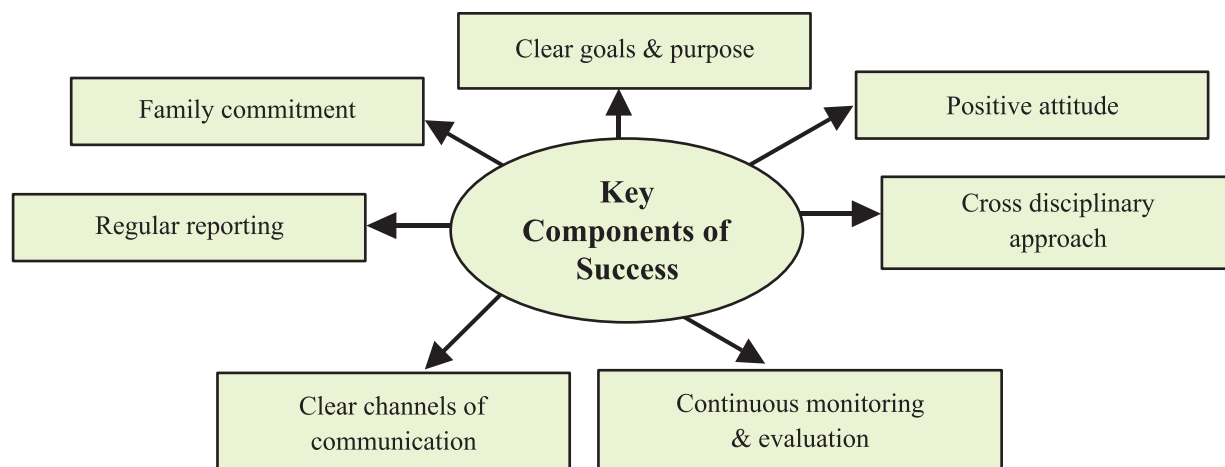 Clear goals & purpose
Family commitment
Positive attitude
Key
Components of
Success
Regular reporting
Cross disciplinary
approach
Clear channels of
communication
Continuous monitoring
& evaluation